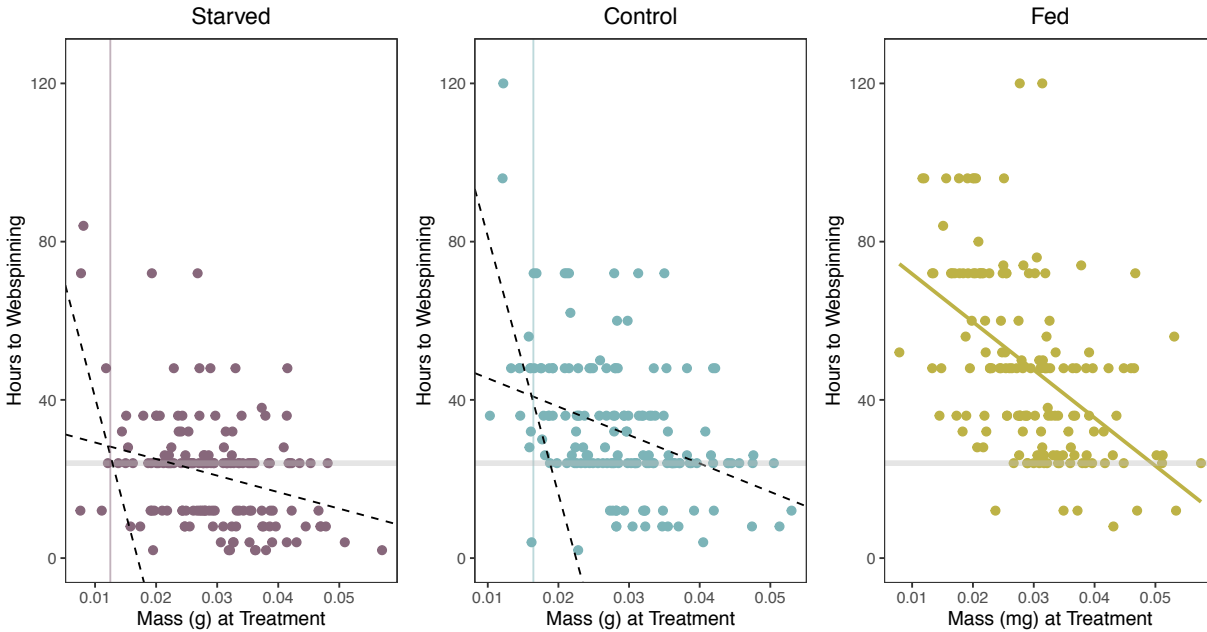 Starved
Control
Fed
Hours to Webspinning
120
80
40
0
0.01 0.02 0.03 0.04 0.05
Mass (g) at Treatment
Hours to Webspinning
120
80
40
0
0.01 0.02 0.03 0.04 0.05
Mass (g) at Treatment
Hours to Webspinning
120
80
40
0
0.01 0.02 0.03 0.04 0.05
Mass (mg) at Treatment